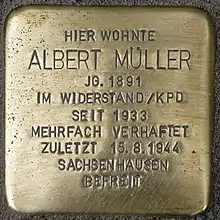 HIER WOHNTE
ALBERT MÜLLER
JG. 1891
IM WIDERSTAND/KPD
SEIT 1933
MEHRFACH VERHAFTET
ZULETZT 15.8.1944
SACHSENHAUSEN
BEFREIT